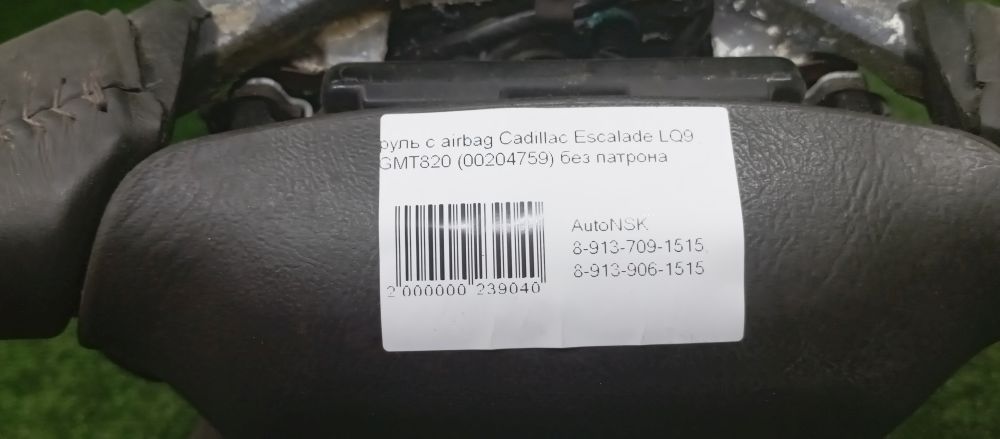 руль с airbag Cadillac Escalade LQ9
GMT820 (00204759) без патрона
AutoNSK
8-913-709-1515,
8-913-906-1515
2 000000 239040